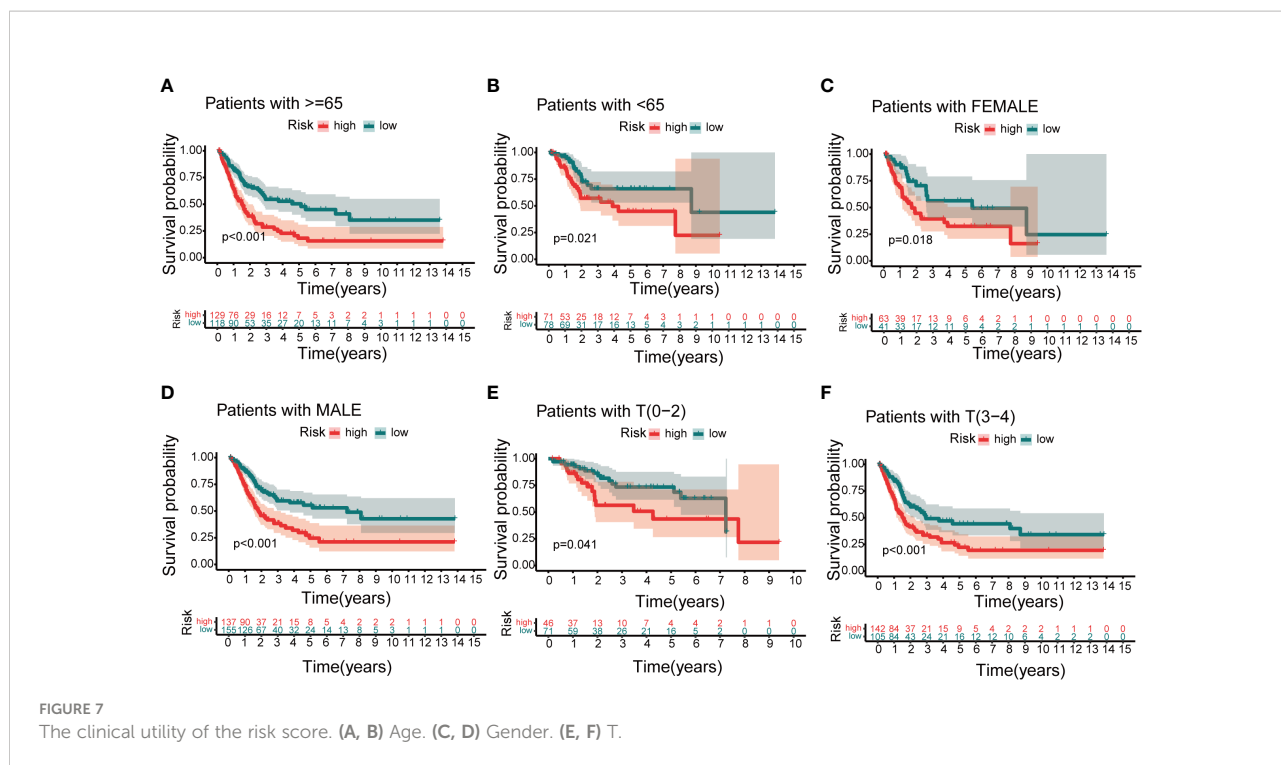 A
Patients with >=65
Risk high low
Survival probability
1.00
0.75
0.50
0.25
0.00
p<0.001
0 1 2 3 4 5 6 7 8 9 10 11 12 13 14 15
Time(years)
Risk
high 129 76 29 16 12 7 5 3 2 2 1 1 1 1 0 0
low 118 90 53 35 27 20 13 11 7 4 3 1 1 1 0 0
0 1 2 3 4 5 6 7 8 9 10 11 12 13 14 15
Time(years)
B
Patients with <65
Risk high low
Survival probability
1.00
0.75
0.50
0.25
0.00
p=0.021
0 1 2 3 4 5 6 7 8 9 10 11 12 13 14 15
Time(years)
Risk
high 71 53 25 18 12 7 4 3 1 1 1 0 0 0 0 0
low 78 69 31 17 16 13 5 4 3 2 1 1 1 1 0 0
0 1 2 3 4 5 6 7 8 9 10 11 12 13 14 15
Time(years)
C
Patients with FEMALE
Risk high low
Survival probability
1.00
0.75
0.50
0.25
0.00
p=0.018
0 1 2 3 4 5 6 7 8 9 10 11 12 13 14 15
Time(years)
Risk
high 63 39 17 13 9 6 4 2 1 1 0 0 0 0 0 0
low 41 33 17 12 11 9 4 2 2 1 1 1 1 1 0 0
0 1 2 3 4 5 6 7 8 9 10 11 12 13 14 15
Time(years)
D
Patients with MALE
Risk high low
Survival probability
1.00
0.75
0.50
0.25
0.00
p<0.001
0 1 2 3 4 5 6 7 8 9 10 11 12 13 14 15
Time(years)
Risk
high 137 90 37 21 15 8 5 4 2 2 2 1 1 1 0 0
low 155 126 67 40 32 24 14 13 8 5 3 1 1 1 0 0
0 1 2 3 4 5 6 7 8 9 10 11 12 13 14 15
Time(years)
E
Patients with T(0−2)
Risk high low
Survival probability
1.00
0.75
0.50
0.25
0.00
p=0.041
0 1 2 3 4 5 6 7 8 9 10
Time(years)
Risk
high 46 37 13 10 7 4 4 2 1 1 0
low 71 59 38 26 21 16 5 2 0 0 0
0 1 2 3 4 5 6 7 8 9 10
Time(years)
F
Patients with T(3−4)
Risk high low
Survival probability
1.00
0.75
0.50
0.25
0.00
p<0.001
0 1 2 3 4 5 6 7 8 9 10 11 12 13 14 15
Time(years)
Risk
high 142 84 37 21 15 9 5 4 2 2 2 1 1 1 0 0
low 105 84 43 24 21 16 12 12 10 6 4 2 2 2 0 0
0 1 2 3 4 5 6 7 8 9 10 11 12 13 14 15
Time(years)
FIGURE 7
The clinical utility of the risk score. (A, B) Age. (C, D) Gender. (E, F) T.